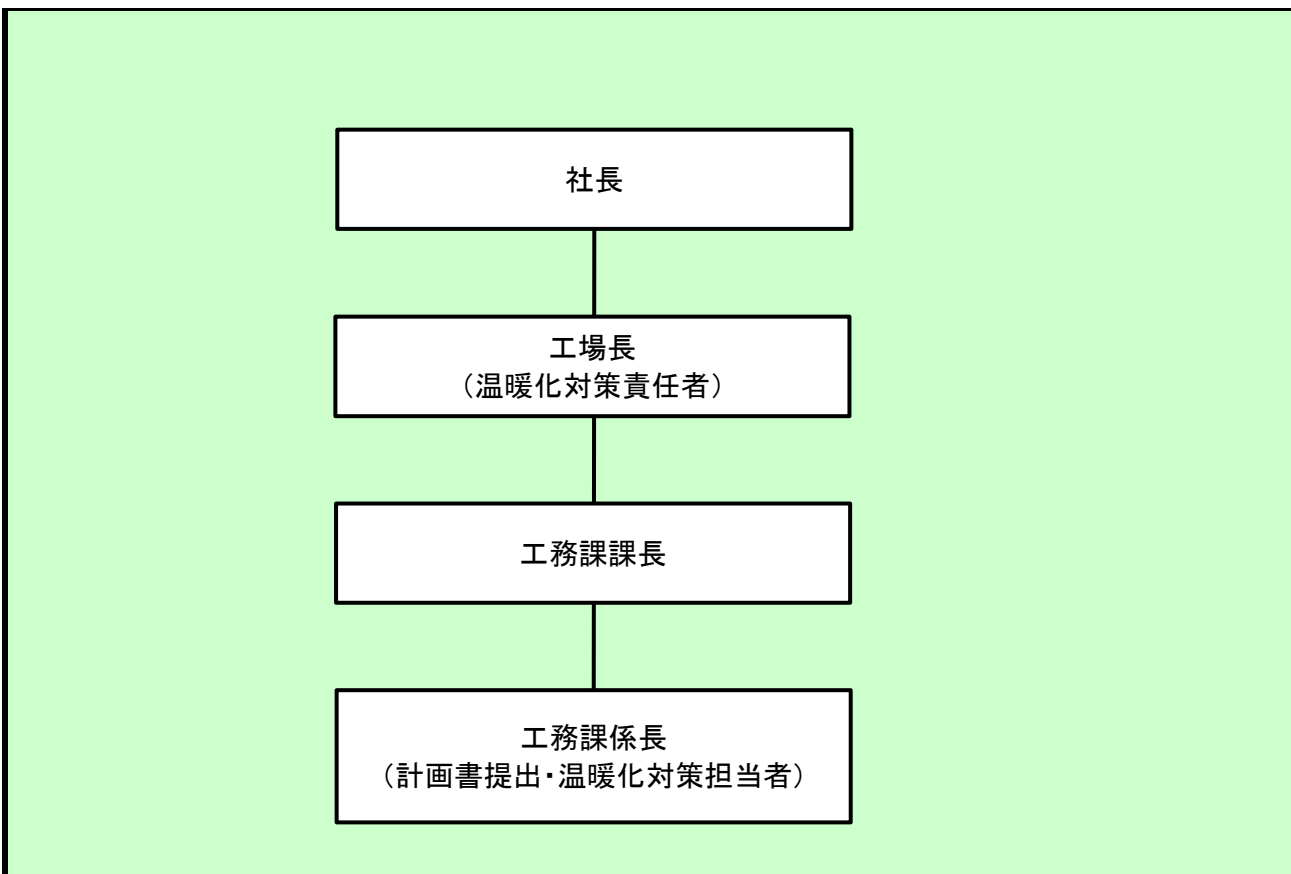 社長
工場長
（温暖化対策責任者）
工務課課長
工務課係長
（計画書提出・温暖化対策担当者）